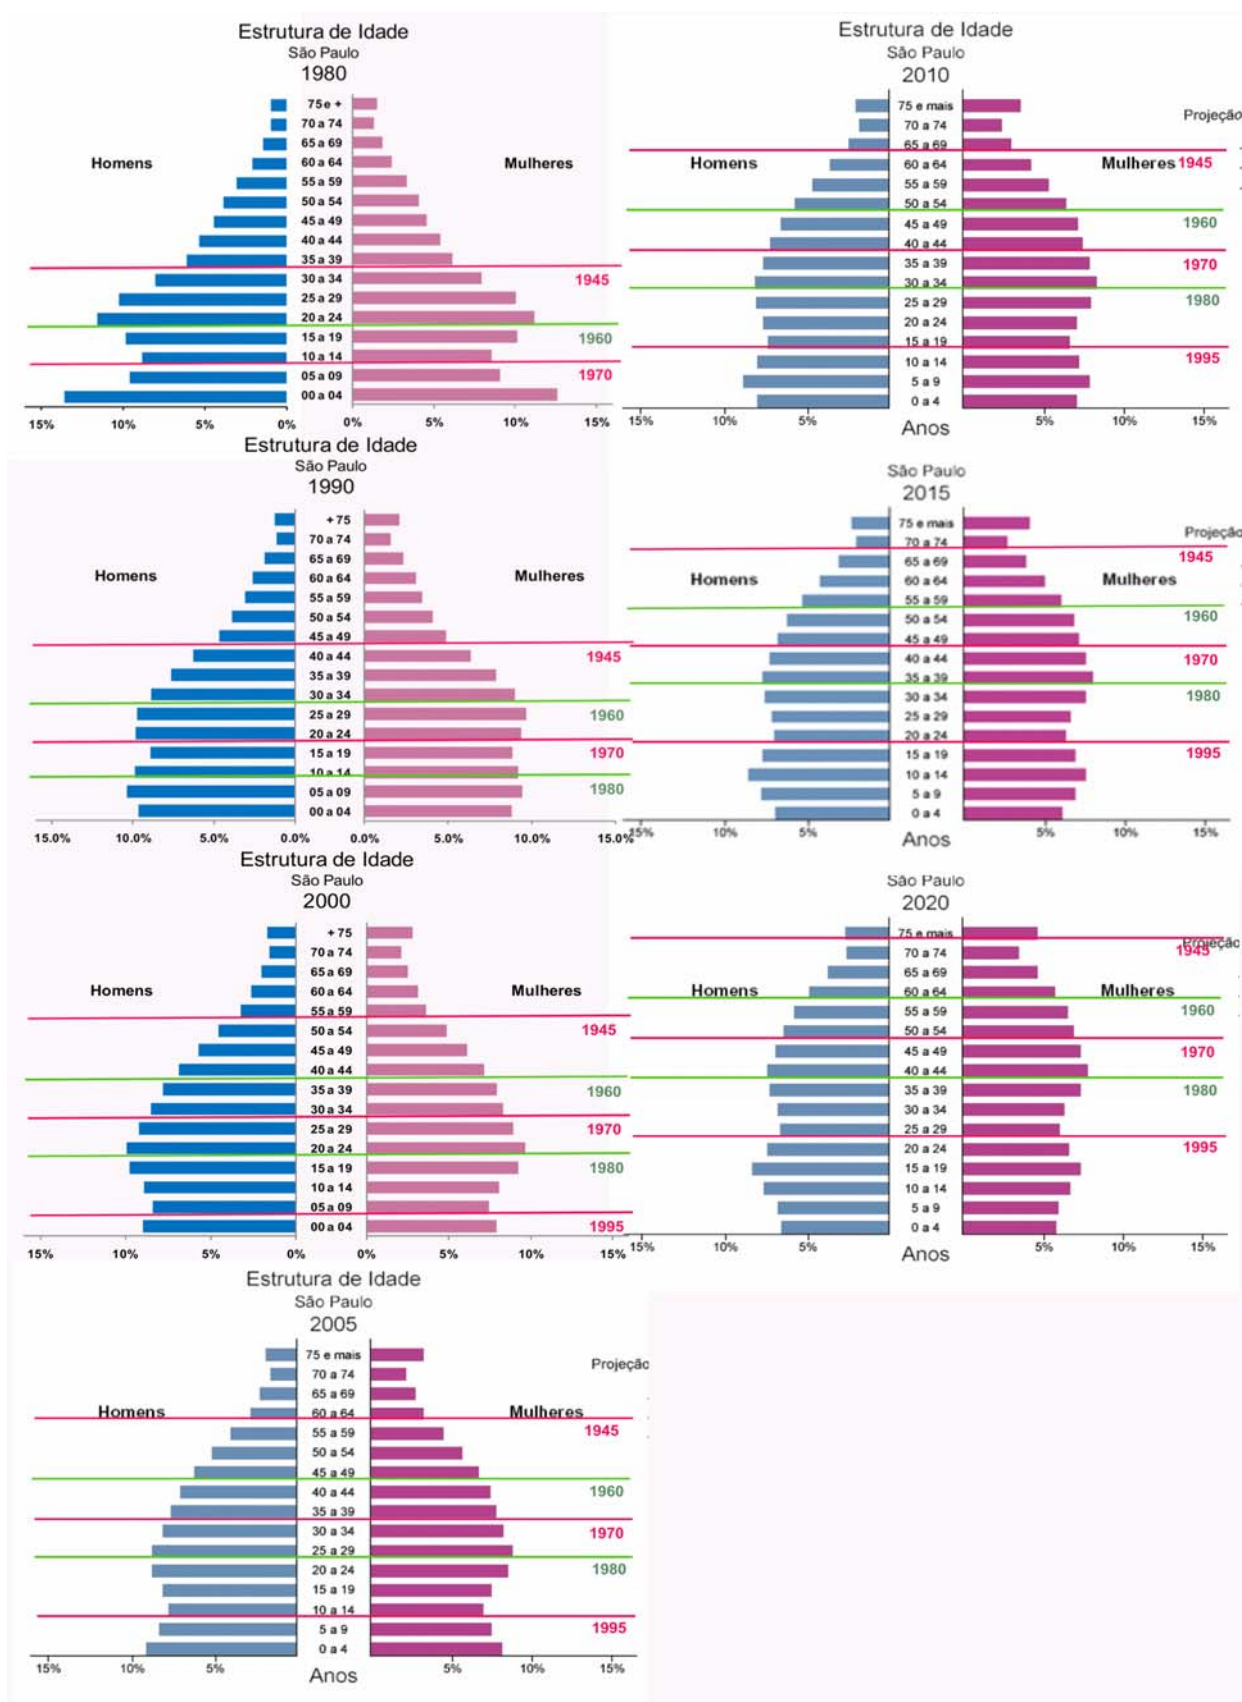 Estrutura de Idade
São Paulo
1980
75 e +
70 a 74
65 a 69
Homens 60 a 64 Mulheres
55 a 59
50 a 54
45 a 49
40 a 44
35 a 39
30 a 34 1945
25 a 29
20 a 24
15 a 19 1960
10 a 14
05 a 09 1970
00 a 04
15% 10% 5% 0% 0% 5% 10% 15%
Estrutura de Idade
São Paulo
1990
+ 75
70 a 74
65 a 69
Homens 60 a 64 Mulheres
55 a 59
50 a 54
45 a 49
40 a 44 1945
35 a 39
30 a 34
25 a 29 1960
20 a 24
15 a 19 1970
10 a 14
05 a 09 1980
00 a 04
15.0% 10.0% 5.0% 0.0% 0.0% 5.0% 10.0% 15.0%
Estrutura de Idade
São Paulo
2000
+ 75
70 a 74
65 a 69
Homens 60 a 64 Mulheres
55 a 59
50 a 54 1945
45 a 49
40 a 44
35 a 39 1960
30 a 34
25 a 29 1970
20 a 24
15 a 19 1980
10 a 14
05 a 09
00 a 04 1995
15% 10% 5% 0% 0% 5% 10% 15%
Estrutura de Idade
São Paulo
2005
75 e mais
Projeção
70 a 74
65 a 69
Homens 60 a 64 Mulheres
55 a 59 1945
50 a 54
45 a 49
40 a 44 1960
35 a 39
30 a 34 1970
25 a 29
20 a 24 1980
15 a 19
10 a 14
5 a 9 1995
0 a 4
15% 10% 5% 5% 10% 15%
Anos
Estrutura de Idade
São Paulo
2010
75 e mais
Projeção
70 a 74
65 a 69
Homens 60 a 64 Mulheres 1945
55 a 59
50 a 54
45 a 49 1960
40 a 44
35 a 39 1970
30 a 34
25 a 29 1980
20 a 24
15 a 19
10 a 14 1995
5 a 9
0 a 4
15% 10% 5% 5% 10% 15%
Anos
São Paulo
2015
75 e mais
Projeção
70 a 74
65 a 69 1945
Homens 60 a 64 Mulheres
55 a 59
50 a 54 1960
45 a 49
40 a 44 1970
35 a 39
30 a 34 1980
25 a 29
20 a 24
15 a 19 1995
10 a 14
5 a 9
0 a 4
15% 10% 5% 5% 10% 15%
Anos
São Paulo
2020
75 e mais
Projeção
70 a 74 1945
65 a 69
Homens 60 a 64 Mulheres
55 a 59 1960
50 a 54
45 a 49 1970
40 a 44
35 a 39 1980
30 a 34
25 a 29
20 a 24 1995
15 a 19
10 a 14
5 a 9
0 a 4
15% 10% 5% 5% 10% 15%
Anos